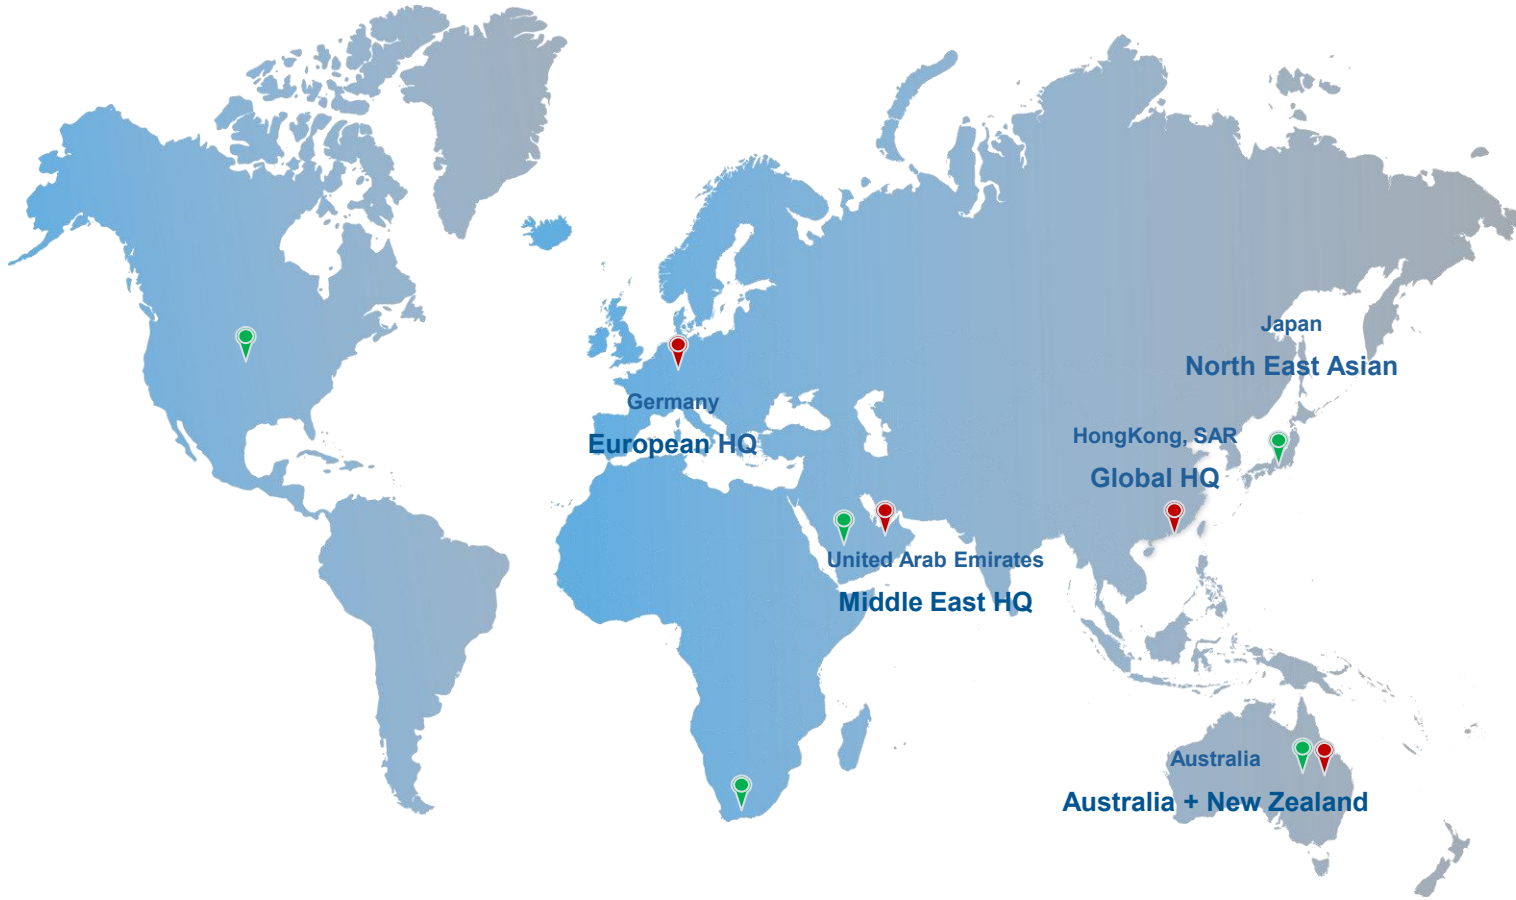 Japan
North East Asian
Germany
European HQ
HongKong, SAR
Global HQ
United Arab Emirates
Middle East HQ
Australia
Australia + New Zealand